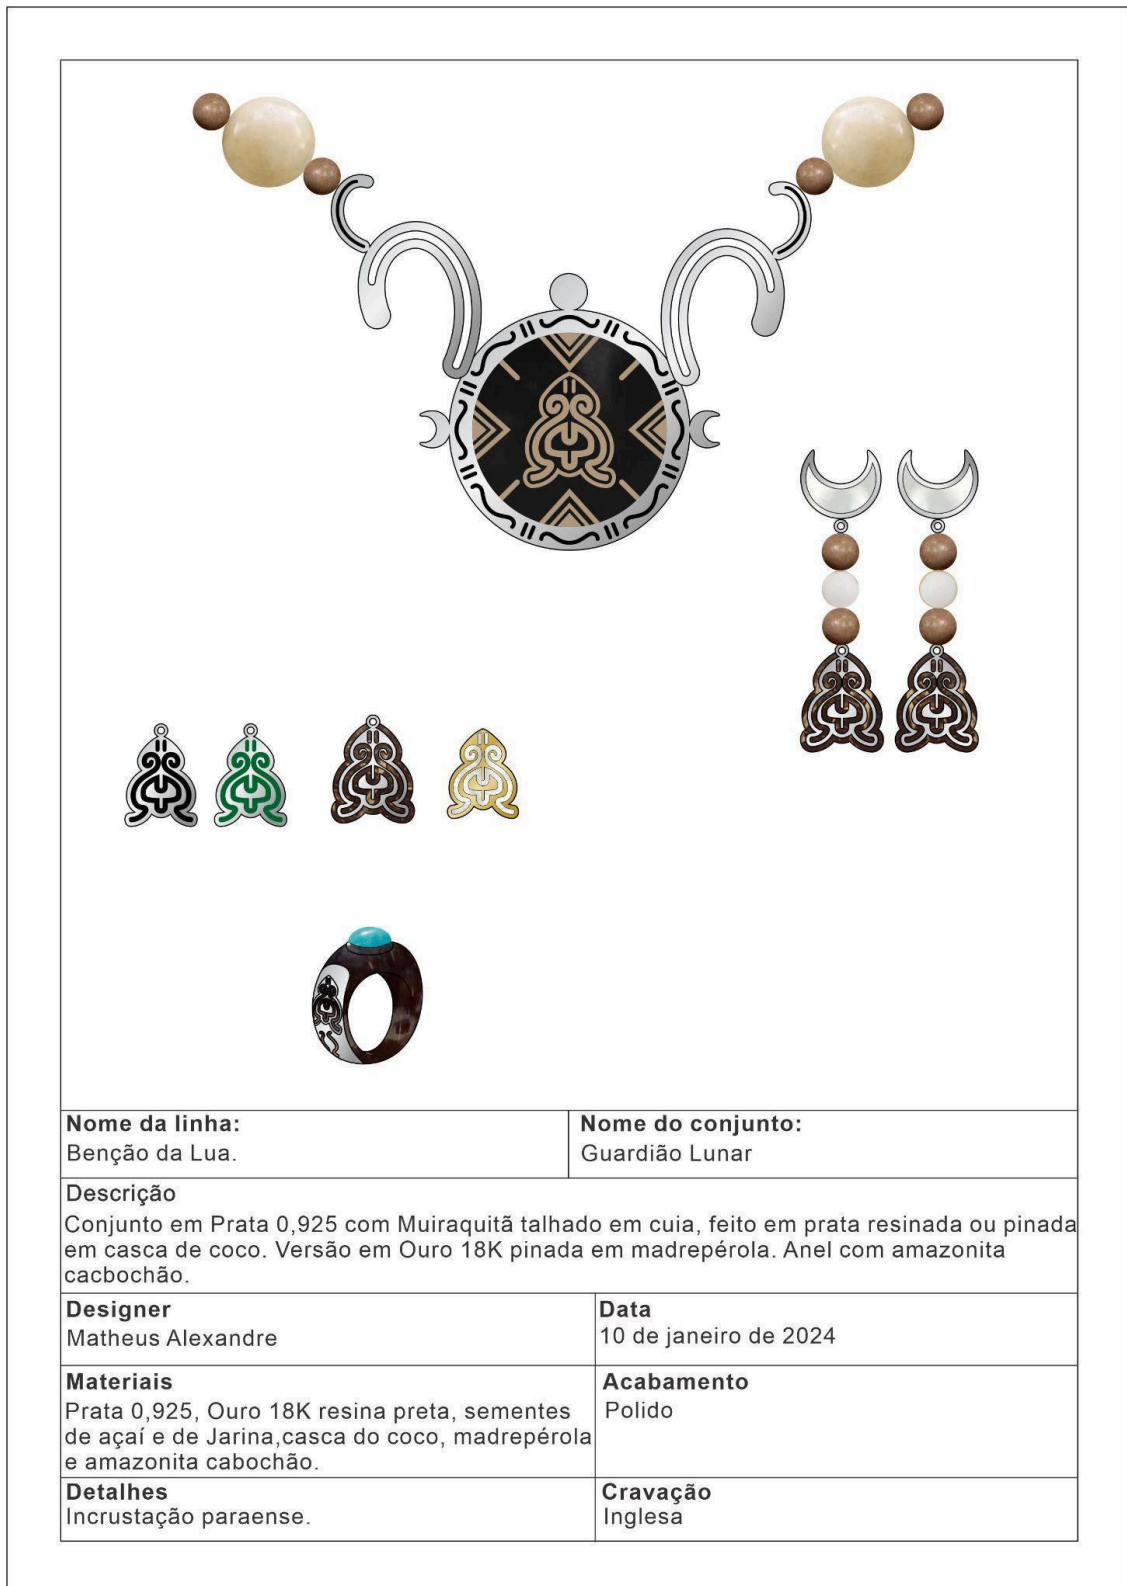 Nome da linha:
Benção da Lua.
Nome do conjunto:
Guardião Lunar
Descrição
Conjunto em Prata 0,925 com Muiraquitã talhado em cuia, feito em prata resinada ou pinada
em casca de coco. Versão em Ouro 18K pinada em madrepérola. Anel com amazonita
cacbochão.
Designer
Matheus Alexandre
Data
10 de janeiro de 2024
Materiais
Prata 0,925, Ouro 18K resina preta, sementes
de açaí e de Jarina,casca do coco, madrepérola
e amazonita cabochão.
Acabamento
Polido
Detalhes
Incrustação paraense.
Cravação
Inglesa